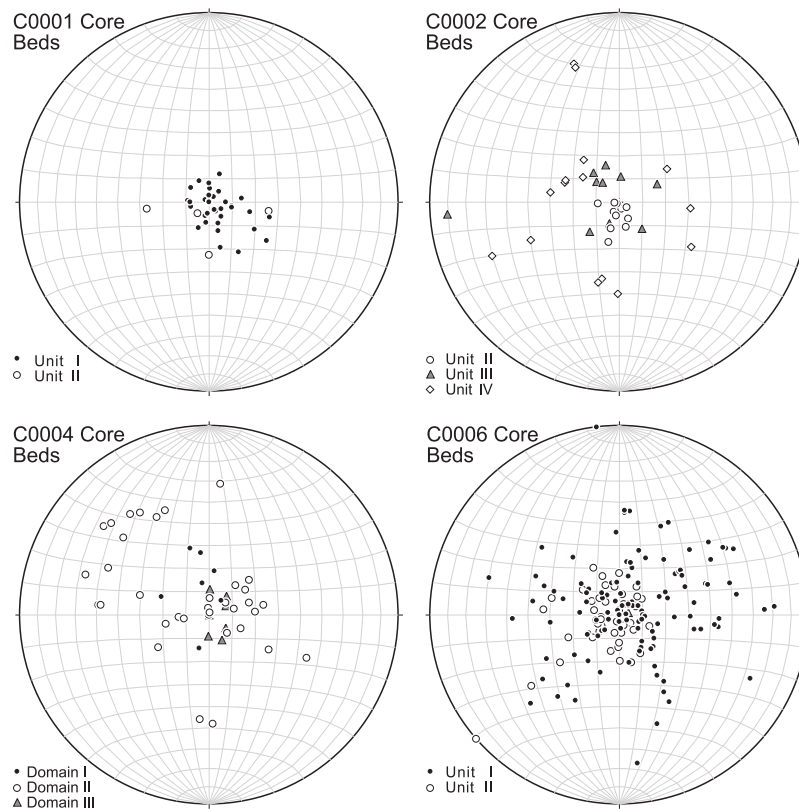 C0001 Core
Beds
Unit I
Unit II
C0002 Core
Beds
Unit II
Unit III
Unit IV
C0004 Core
Beds
Domain I
Domain II
Domain III
C0006 Core
Beds
Unit I
Unit II